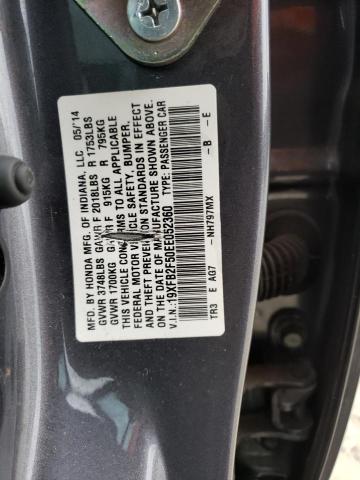 MFD. BY HONDA MFG. OF INDIANA, LLC 05/'14
GVWR 3748LBS GAWR F 2018LBS R 1753LBS
GVWR 1700KG GAWR F 915KG R 795KG
THIS VEHICLE CONFORMS TO ALL APPLICABLE
FEDERAL MOTOR VEHICLE SAFETY, BUMPER,
AND THEFT PREVENTION STANDARDS IN EFFECT
ON THE DATE OF MANUFACTURE SHOWN ABOVE.
V.I.N.:19XFB2F50EE052360 TYPE: PASSENGER CAR
TR3 E AG7 NH797MX -B -E